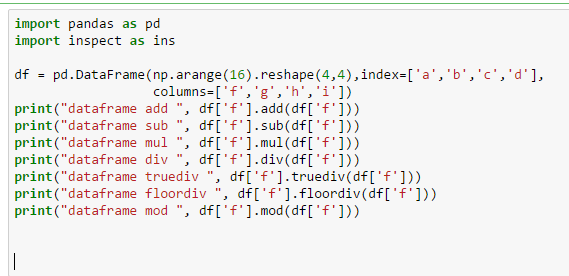 import pandas as pd
import inspect as ins
df = pd.DataFrame(np.arange(16).reshape(4,4),index=['a','b','c','d'],
columns=['f','g','h','i'])
print("dataframe add ", df['f'].add(df['f']))
print("dataframe sub ", df['f'].sub(df['f']))
print("dataframe mul ", df['f'].mul(df['f']))
print("dataframe div ", df['f'].div(df['f']))
print("dataframe truediv ", df['f'].truediv(df['f']))
print("dataframe floordiv ", df['f'].floordiv(df['f']))
print("dataframe mod ", df['f'].mod(df['f']))